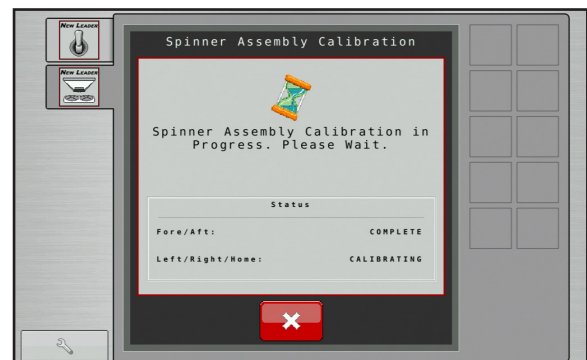 NEW LEADER
NEW LEADER
Spinner Assembly Calibration
Spinner Assembly Calibration in
Progress. Please Wait.
Status
Fore/Aft: COMPLETE
Left/Right/Home: CALIBRATING